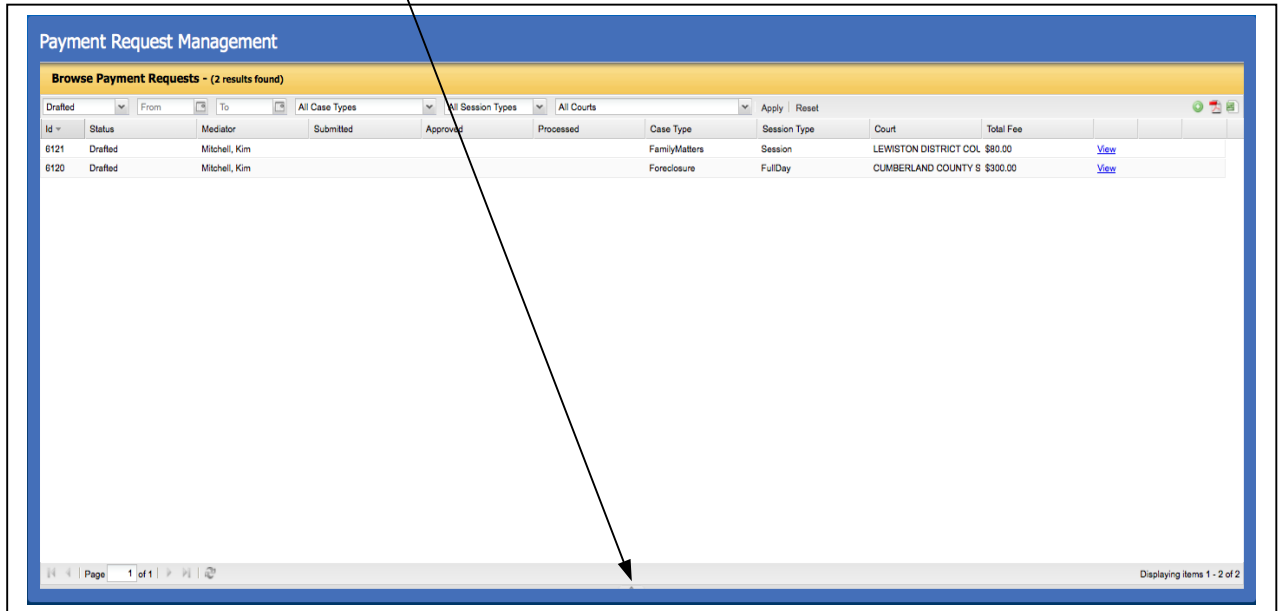 Payment Request Management
Browse Payment Requests - (2 results found)
Drafted From To All Case Types All Session Types All Courts Apply Reset
Id Status Mediator Submitted Approved Processed Case Type Session Type Court Total Fee
6121 Drafted Mitchell, Kim FamilyMatters Session LEWISTON DISTRICT COU $80.00 View
6120 Drafted Mitchell, Kim Foreclosure FullDay CUMBERLAND COUNTY S $300.00 View
Page 1 of 1 Displaying items 1 - 2 of 2